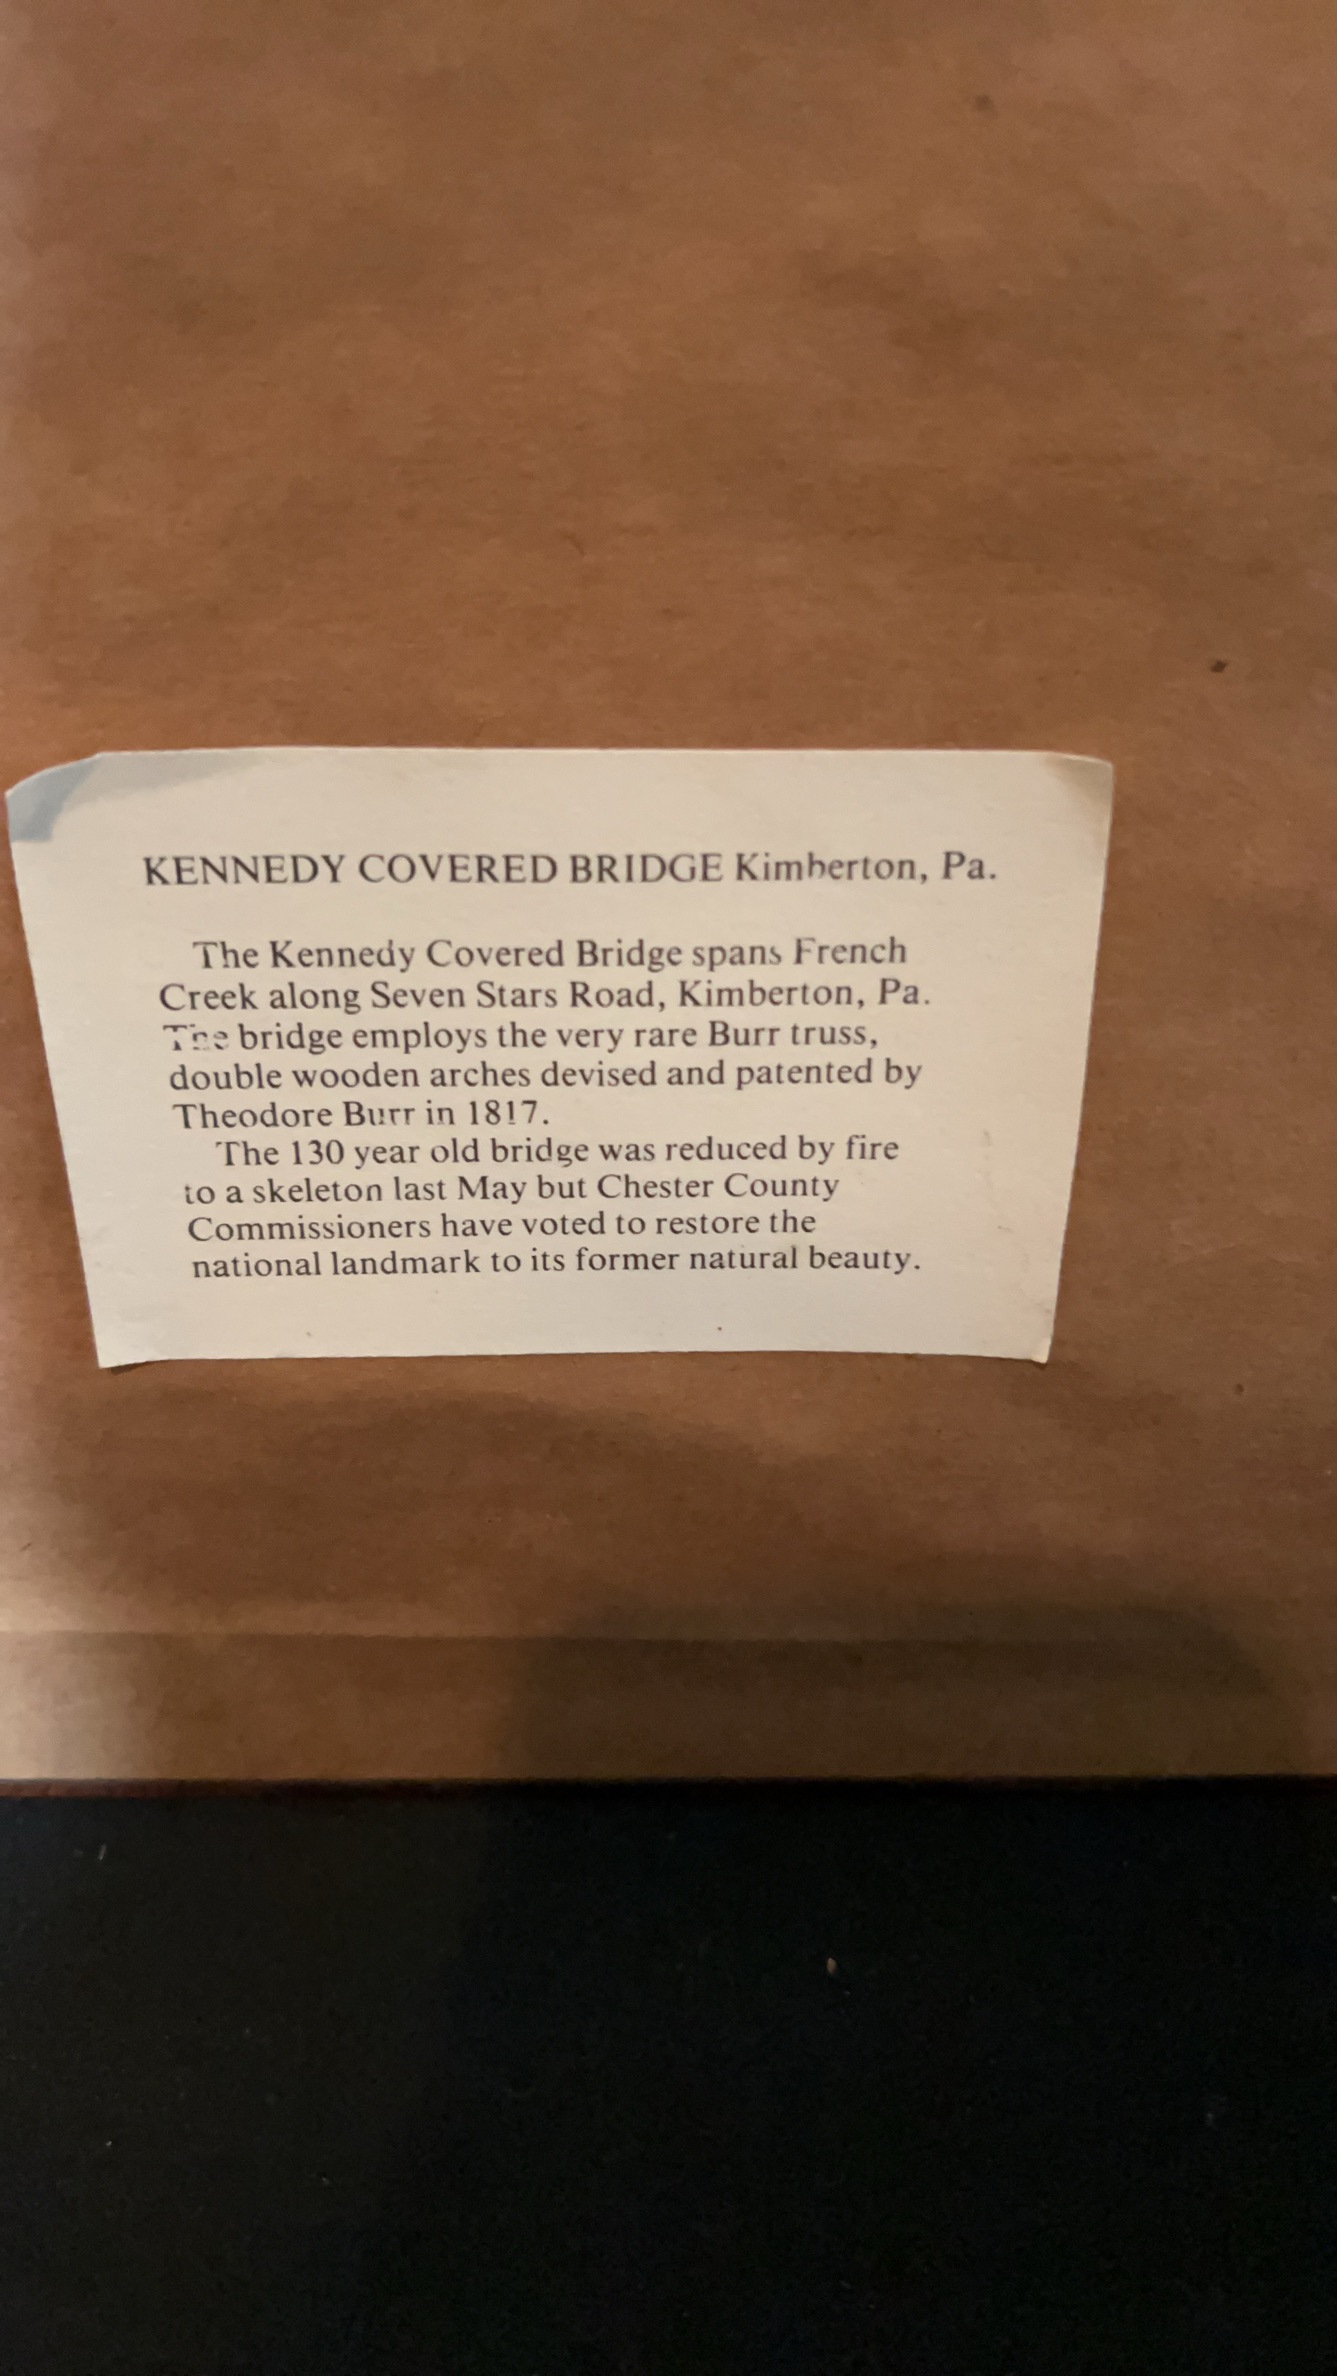 KENNEDY COVERED BRIDGE Kimberton, Pa.
The Kennedy Covered Bridge spans French
Creek along Seven Stars Road, Kimberton, Pa.
The bridge employs the very rare Burr truss,
double wooden arches devised and patented by
Theodore Burr in 1817.
The 130 year old bridge was reduced by fire
to a skeleton last May but Chester County
Commissioners have voted to restore the
national landmark to its former natural beauty.